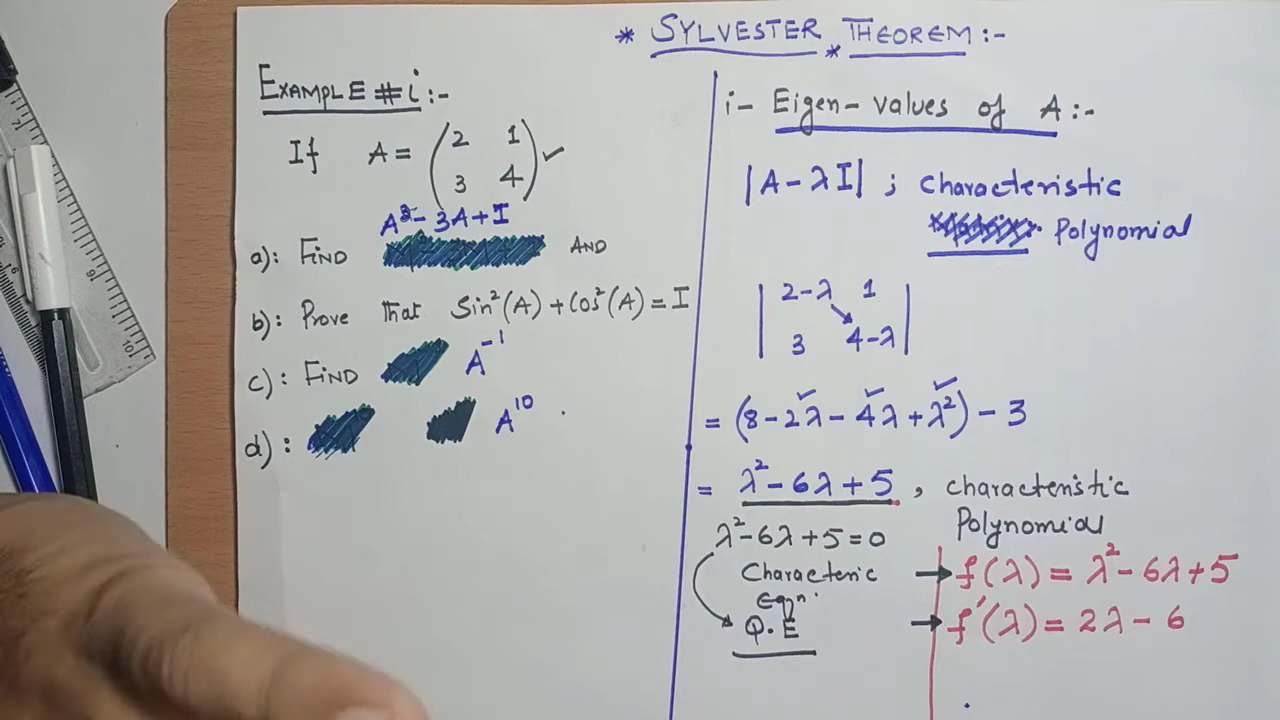 * SYLVESTER * THEOREM:-
EXAMPLE #i:-
If A = (2 1
3 4) ✓
A² - 3A + I
a): FIND AND
b): Prove that Sin²(A) + Cos²(A) = I
c): FIND A⁻¹
d): A¹⁰ .
i- Eigen-values of A:-
|A - λI| ; Characteristic
Polynomial
| 2-λ 1 |
| 3 4-λ |
= (8 - 2λ - 4λ + λ²) - 3
= λ² - 6λ + 5 , Characteristic
Polynomial
λ² - 6λ + 5 = 0
Characteric
Eqn.
Q.E
→ f(λ) = λ² - 6λ + 5
→ f'(λ) = 2λ - 6